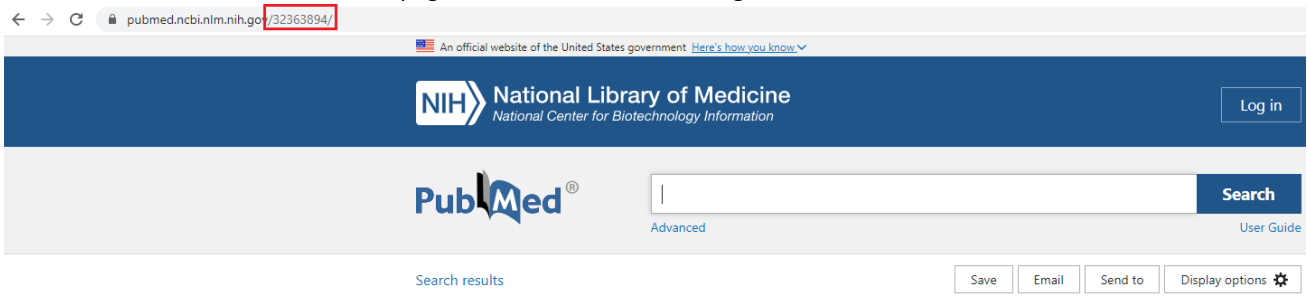 pubmed.ncbi.nlm.nih.gov/32363894/
An official website of the United States government Here's how you know
NIH National Library of Medicine
National Center for Biotechnology Information
Log in
PubMed®
Search
Advanced
User Guide
Search results
Save
Email
Send to
Display options